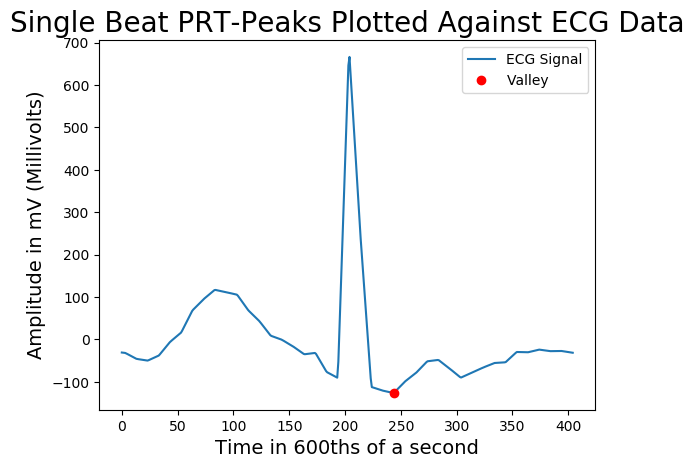 Single Beat PRT-Peaks Plotted Against ECG Data
700
600
500
400
300
200
100
0
−100
Amplitude in mV (Millivolts)
ECG Signal
Valley
0 50 100 150 200 250 300 350 400
Time in 600ths of a second